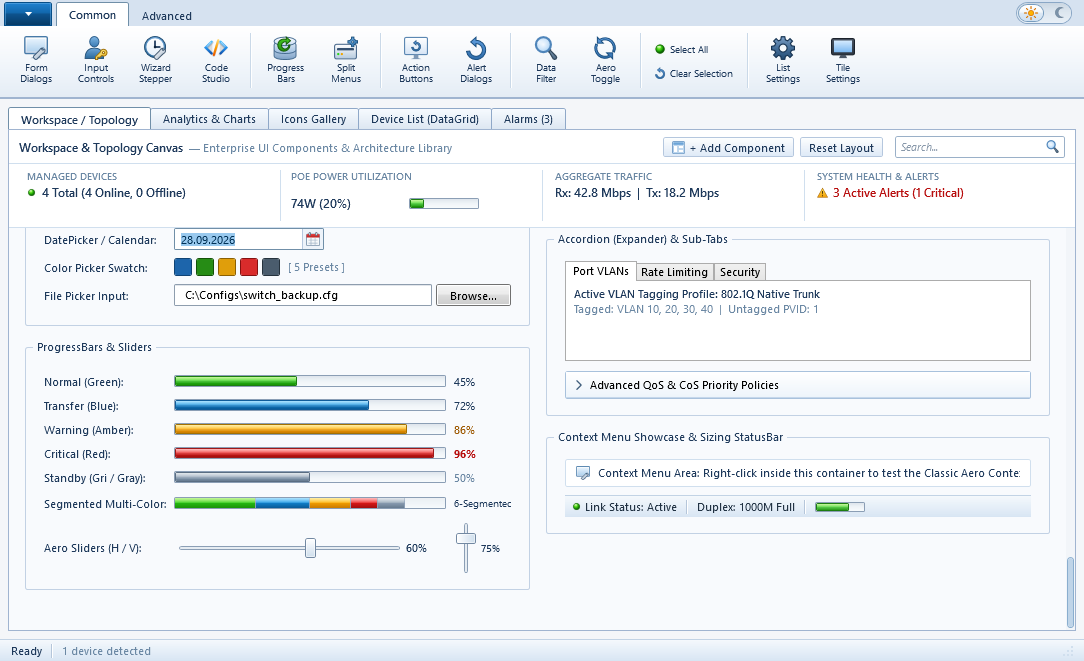 Common
Advanced
Form Dialogs
Input Controls
Wizard Stepper
Code Studio
Progress Bars
Split Menus
Action Buttons
Alert Dialogs
Data Filter
Aero Toggle
Select All
Clear Selection
List Settings
Tile Settings
Workspace / Topology
Analytics & Charts
Icons Gallery
Device List (DataGrid)
Alarms (3)
Workspace & Topology Canvas — Enterprise UI Components & Architecture Library
+ Add Component
Reset Layout
Search...
MANAGED DEVICES
4 Total (4 Online, 0 Offline)
POE POWER UTILIZATION
74W (20%)
AGGREGATE TRAFFIC
Rx: 42.8 Mbps | Tx: 18.2 Mbps
SYSTEM HEALTH & ALERTS
3 Active Alerts (1 Critical)
DatePicker / Calendar:
28.09.2026
Color Picker Swatch:
[ 5 Presets ]
File Picker Input:
C:\Configs\switch_backup.cfg
Browse...
ProgressBars & Sliders
Normal (Green):
45%
Transfer (Blue):
72%
Warning (Amber):
86%
Critical (Red):
96%
Standby (Gri / Gray):
50%
Segmented Multi-Color:
6-Segmentec
Aero Sliders (H / V):
60%
75%
Accordion (Expander) & Sub-Tabs
Port VLANs
Rate Limiting
Security
Active VLAN Tagging Profile: 802.1Q Native Trunk
Tagged: VLAN 10, 20, 30, 40 | Untagged PVID: 1
Advanced QoS & CoS Priority Policies
Context Menu Showcase & Sizing StatusBar
Context Menu Area: Right-click inside this container to test the Classic Aero Conte:
Link Status: Active
Duplex: 1000M Full
Ready
1 device detected